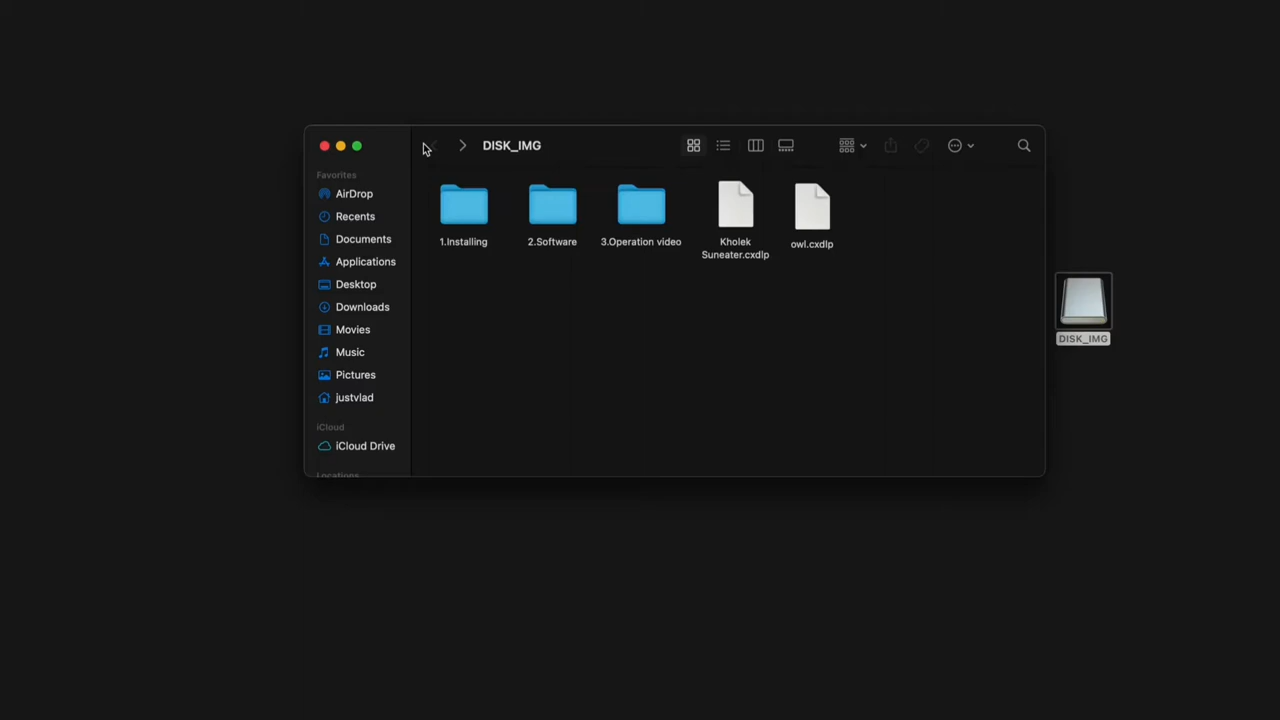 DISK_IMG
Favorites
AirDrop
Recents
Documents
Applications
Desktop
Downloads
Movies
Music
Pictures
justvlad
iCloud
iCloud Drive
Locations
1.Installing
2.Software
3.Operation video
Kholek
Suneater.cxdlp
owl.cxdlp
DISK_IMG